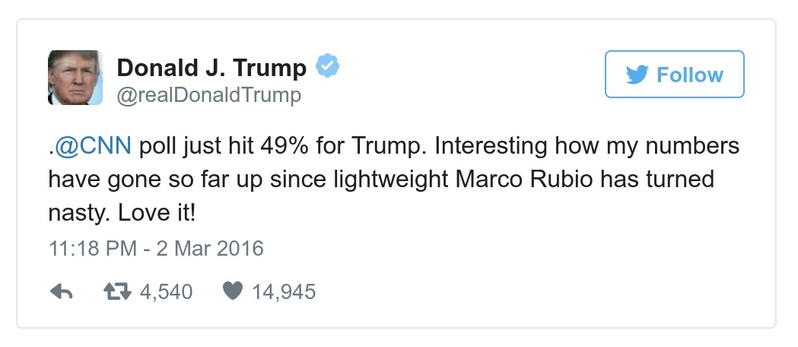 Donald J. Trump
@realDonaldTrump
Follow
.@CNN poll just hit 49% for Trump. Interesting how my numbers
have gone so far up since lightweight Marco Rubio has turned
nasty. Love it!
11:18 PM - 2 Mar 2016
4,540 14,945